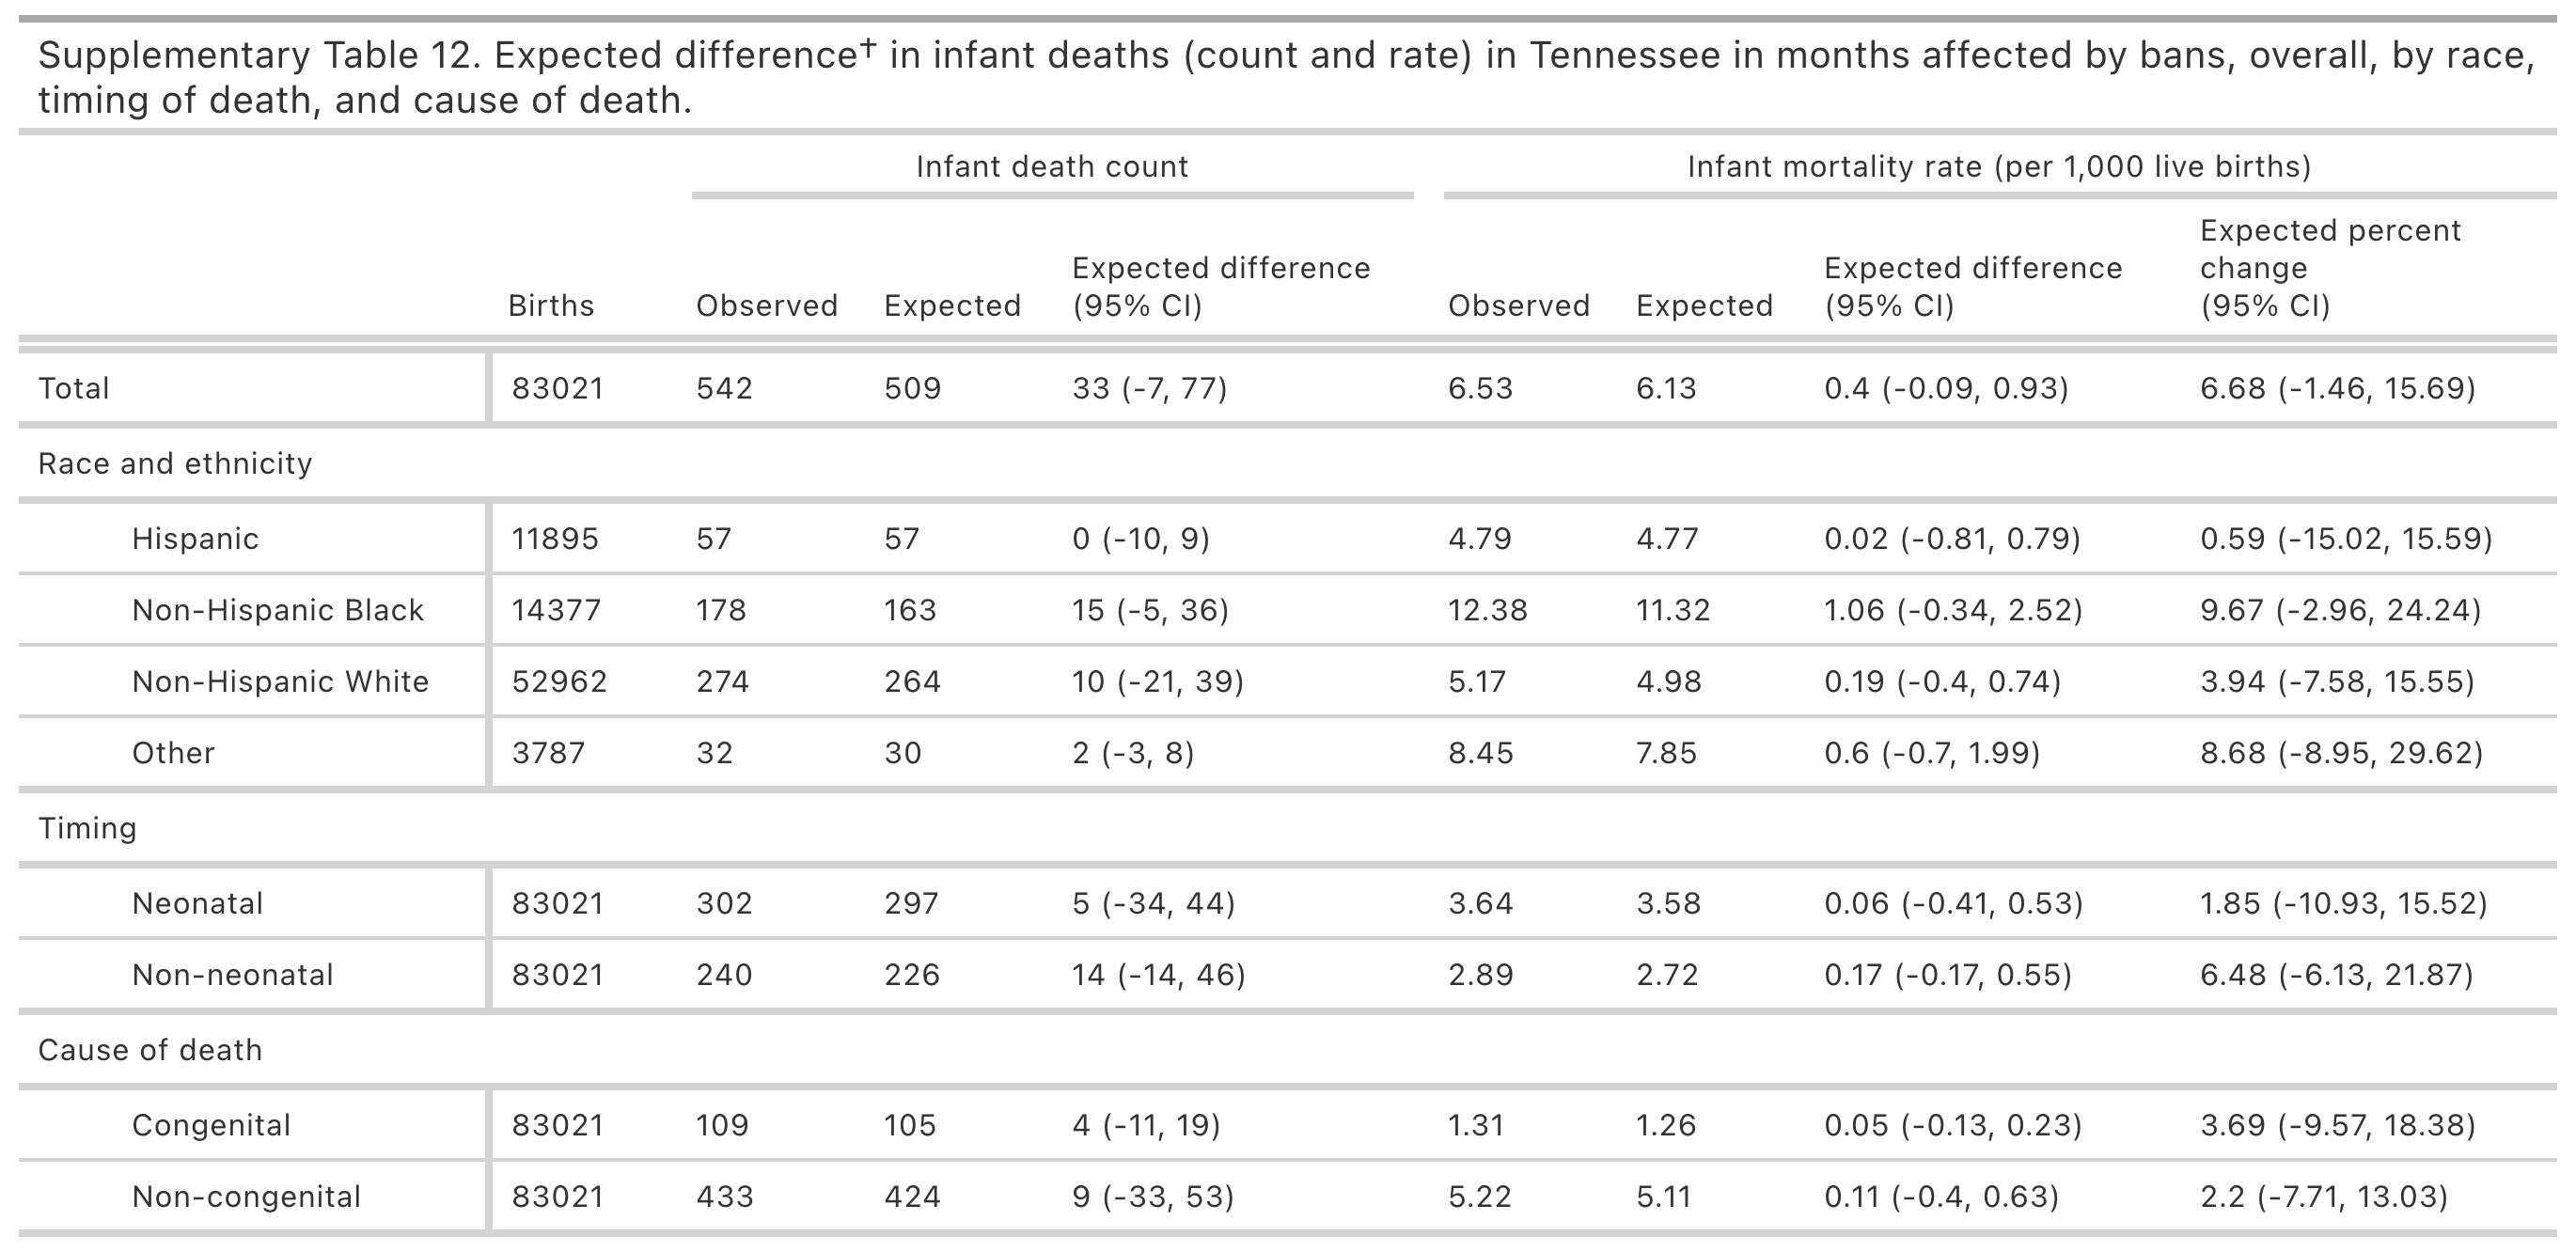 Supplementary Table 12. Expected difference† in infant deaths (count and rate) in Tennessee in months affected by bans, overall, by race,
timing of death, and cause of death.
Infant death count Infant mortality rate (per 1,000 live births)
Births Observed Expected Expected difference (95% CI) Observed Expected Expected difference (95% CI) Expected percent change (95% CI)
Total 83021 542 509 33 (-7, 77) 6.53 6.13 0.4 (-0.09, 0.93) 6.68 (-1.46, 15.69)
Race and ethnicity
Hispanic 11895 57 57 0 (-10, 9) 4.79 4.77 0.02 (-0.81, 0.79) 0.59 (-15.02, 15.59)
Non-Hispanic Black 14377 178 163 15 (-5, 36) 12.38 11.32 1.06 (-0.34, 2.52) 9.67 (-2.96, 24.24)
Non-Hispanic White 52962 274 264 10 (-21, 39) 5.17 4.98 0.19 (-0.4, 0.74) 3.94 (-7.58, 15.55)
Other 3787 32 30 2 (-3, 8) 8.45 7.85 0.6 (-0.7, 1.99) 8.68 (-8.95, 29.62)
Timing
Neonatal 83021 302 297 5 (-34, 44) 3.64 3.58 0.06 (-0.41, 0.53) 1.85 (-10.93, 15.52)
Non-neonatal 83021 240 226 14 (-14, 46) 2.89 2.72 0.17 (-0.17, 0.55) 6.48 (-6.13, 21.87)
Cause of death
Congenital 83021 109 105 4 (-11, 19) 1.31 1.26 0.05 (-0.13, 0.23) 3.69 (-9.57, 18.38)
Non-congenital 83021 433 424 9 (-33, 53) 5.22 5.11 0.11 (-0.4, 0.63) 2.2 (-7.71, 13.03)